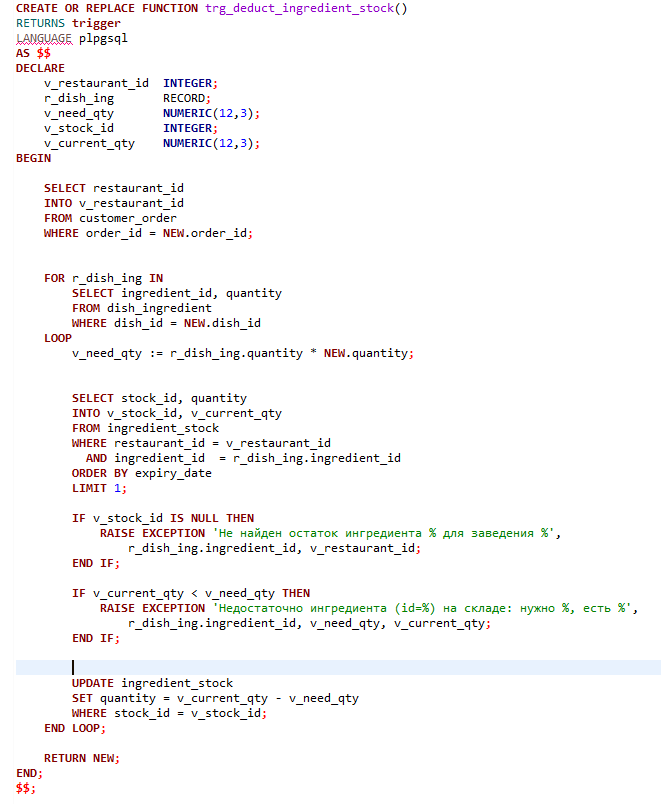 CREATE OR REPLACE FUNCTION trg_deduct_ingredient_stock()
RETURNS trigger
LANGUAGE plpgsql
AS $$
DECLARE
    v_restaurant_id  INTEGER;
    r_dish_ing       RECORD;
    v_need_qty       NUMERIC(12,3);
    v_stock_id       INTEGER;
    v_current_qty    NUMERIC(12,3);
BEGIN

    SELECT restaurant_id
    INTO v_restaurant_id
    FROM customer_order
    WHERE order_id = NEW.order_id;


    FOR r_dish_ing IN
        SELECT ingredient_id, quantity
        FROM dish_ingredient
        WHERE dish_id = NEW.dish_id
    LOOP
        v_need_qty := r_dish_ing.quantity * NEW.quantity;


        SELECT stock_id, quantity
        INTO v_stock_id, v_current_qty
        FROM ingredient_stock
        WHERE restaurant_id = v_restaurant_id
          AND ingredient_id  = r_dish_ing.ingredient_id
        ORDER BY expiry_date
        LIMIT 1;

        IF v_stock_id IS NULL THEN
            RAISE EXCEPTION 'Не найден остаток ингредиента % для заведения %',
                r_dish_ing.ingredient_id, v_restaurant_id;
        END IF;

        IF v_current_qty < v_need_qty THEN
            RAISE EXCEPTION 'Недостаточно ингредиента (id=%) на складе: нужно %, есть %',
                r_dish_ing.ingredient_id, v_need_qty, v_current_qty;
        END IF;


        UPDATE ingredient_stock
        SET quantity = v_current_qty - v_need_qty
        WHERE stock_id = v_stock_id;
    END LOOP;

    RETURN NEW;
END;
$$;